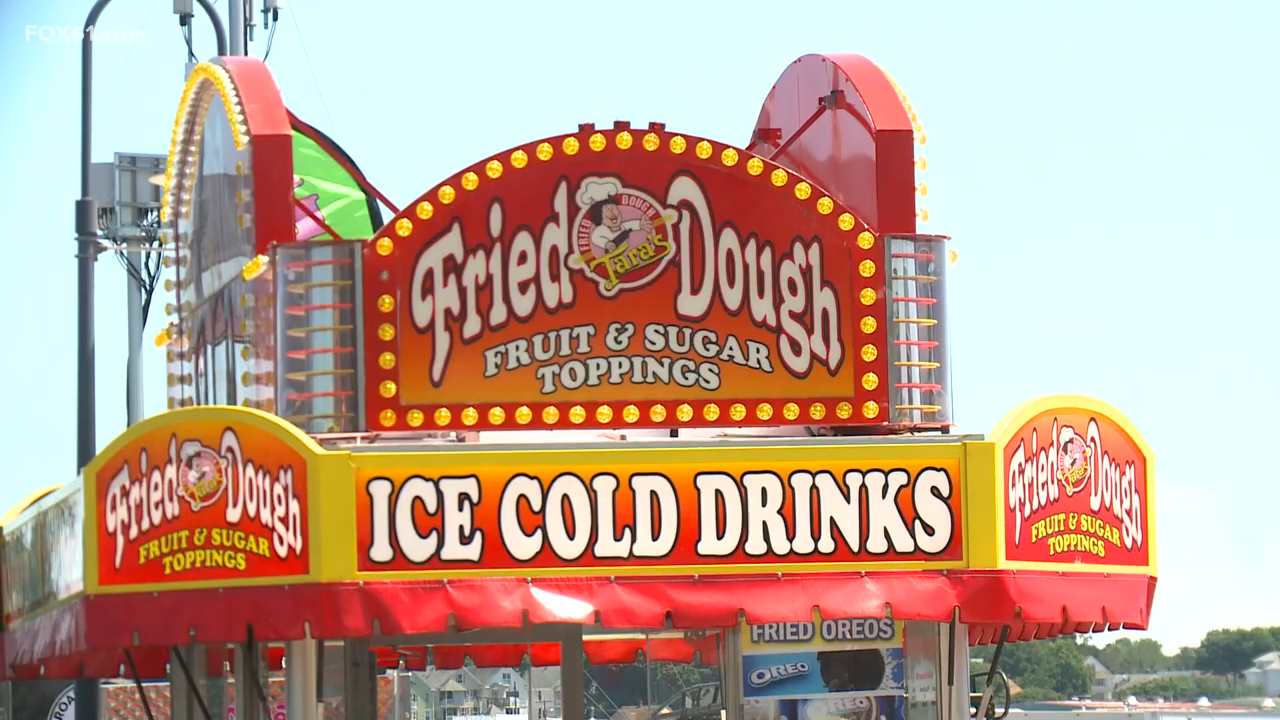 FOX61.com
Fried Dough
FRIED DOUGH
Tara's
FRUIT & SUGAR
TOPPINGS
Fried Dough
Tara's
FRUIT & SUGAR
TOPPINGS
ICE COLD DRINKS
Fried Dough
Tara's
FRUIT & SUGAR
TOPPINGS
FRIED OREOS
OREO
OREO